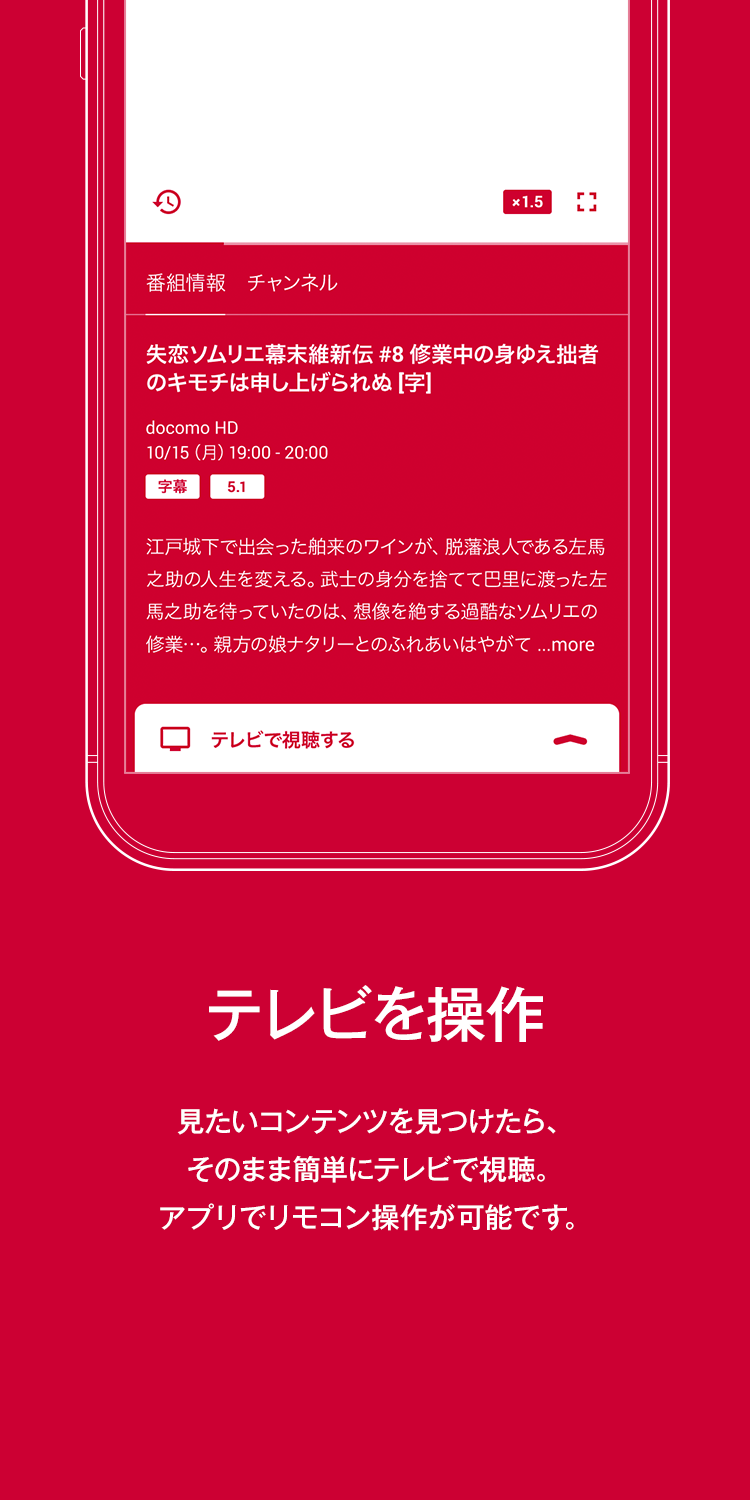 ×1.5
番組情報 チャンネル
失恋ソムリエ幕末維新伝 #8 修業中の身ゆえ拙者
のキモチは申し上げられぬ [字]
docomo HD
10/15（月）19:00 - 20:00
字幕 5.1
江戸城下で出会った舶来のワインが、脱藩浪人である左馬
之助の人生を変える。武士の身分を捨てて巴里に渡った左
馬之助を待っていたのは、想像を絶する過酷なソムリエの
修業…。親方の娘ナタリーとのふれあいはやがて ...more
テレビで視聴する
テレビを操作
見たいコンテンツを見つけたら、
そのまま簡単にテレビで視聴。
アプリでリモコン操作が可能です。